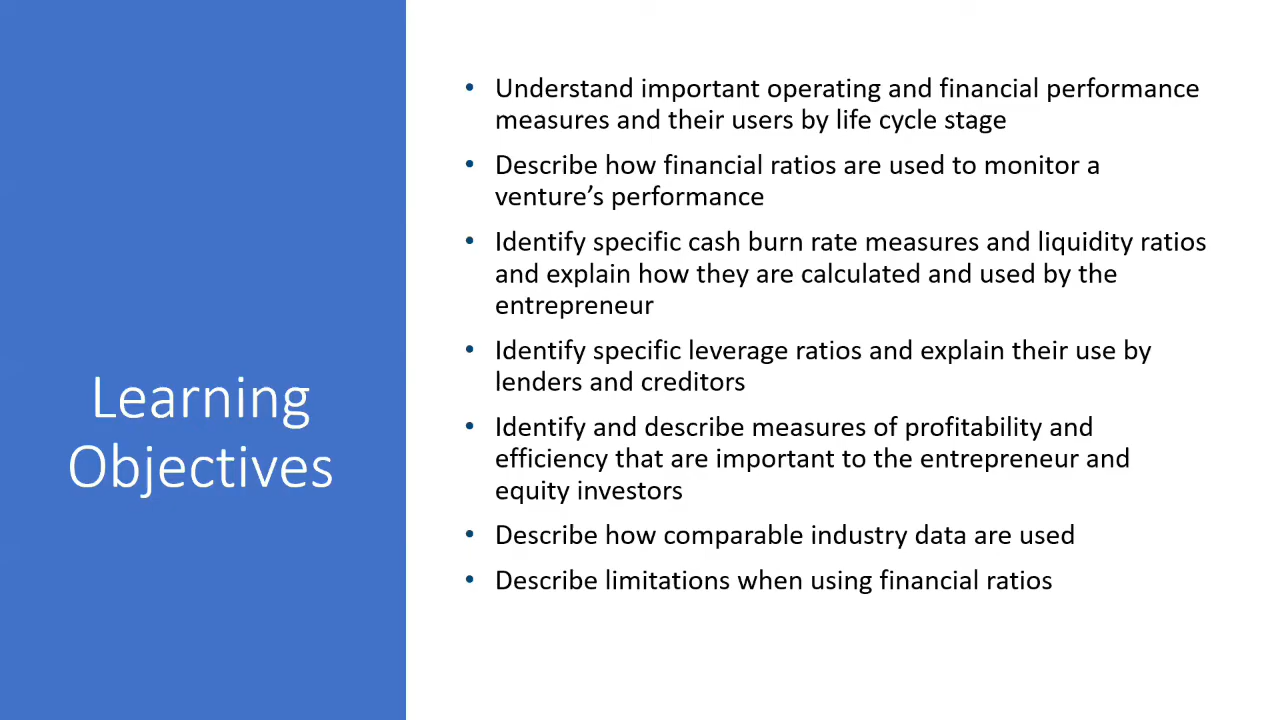 Learning
Objectives
• Understand important operating and financial performance
measures and their users by life cycle stage
• Describe how financial ratios are used to monitor a
venture’s performance
• Identify specific cash burn rate measures and liquidity ratios
and explain how they are calculated and used by the
entrepreneur
• Identify specific leverage ratios and explain their use by
lenders and creditors
• Identify and describe measures of profitability and
efficiency that are important to the entrepreneur and
equity investors
• Describe how comparable industry data are used
• Describe limitations when using financial ratios